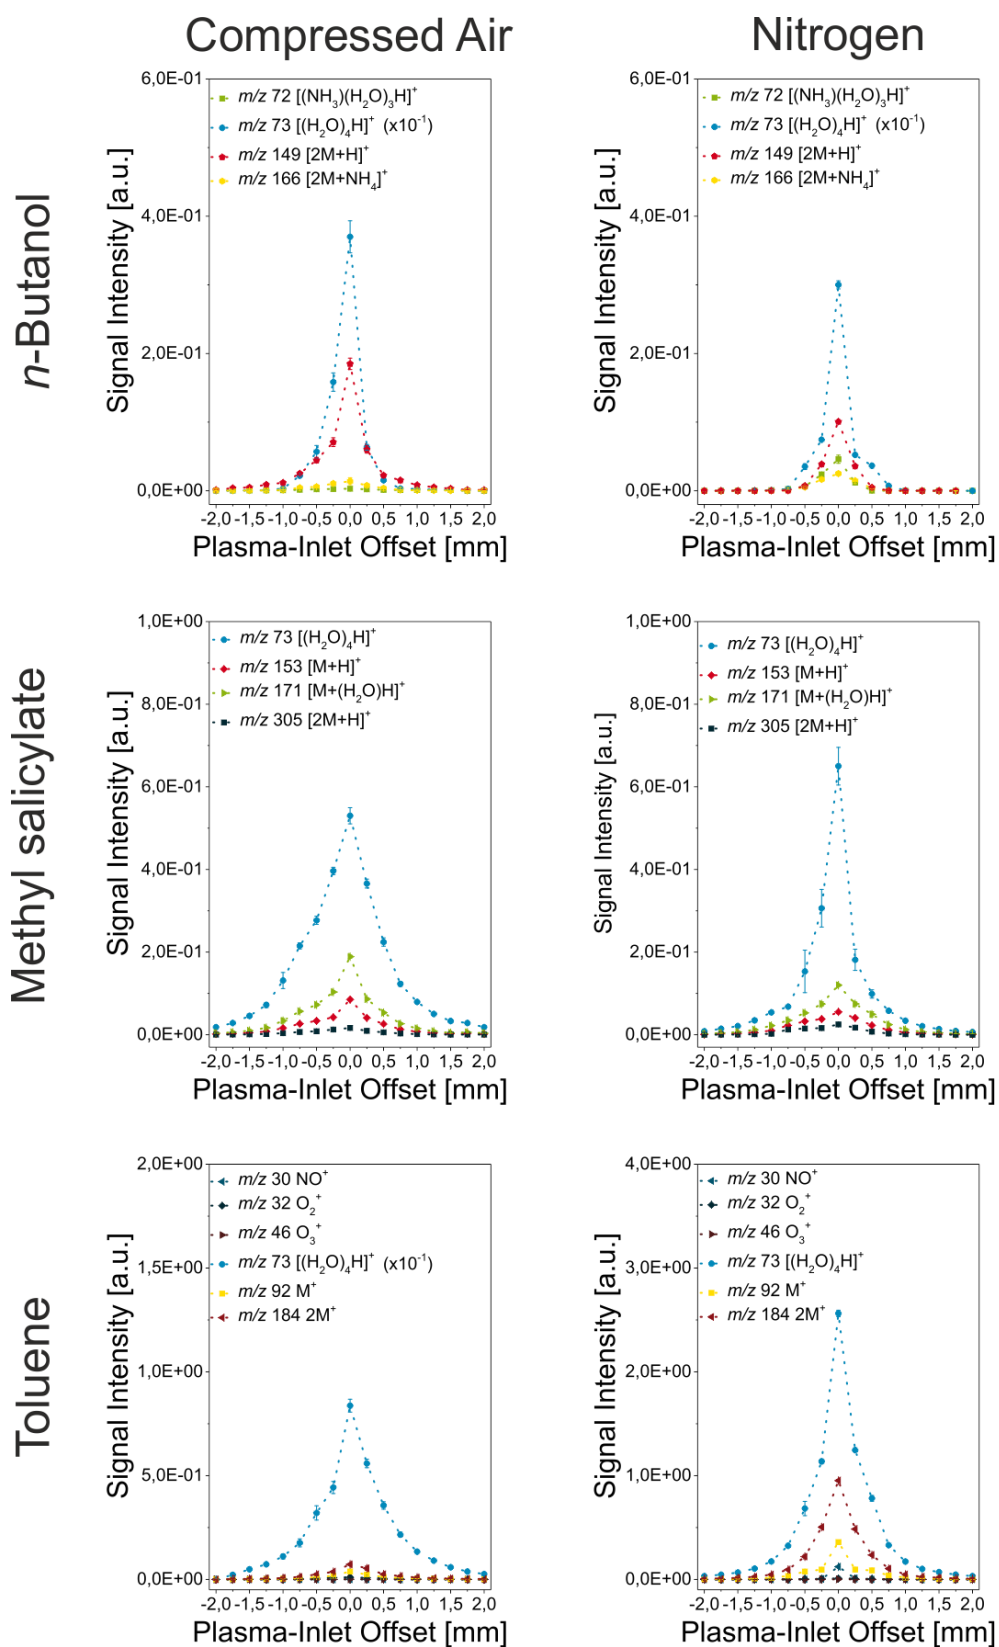 Compressed Air
Nitrogen
n-Butanol
6,0E-01
4,0E-01
2,0E-01
0,0E+00
Signal Intensity [a.u.]
m/z 72 [(NH₃)(H₂O)₃H]⁺
m/z 73 [(H₂O)₄H]⁺ (x10⁻¹)
m/z 149 [2M+H]⁺
m/z 166 [2M+NH₄]⁺
-2,0 -1,5 -1,0 -0,5 0,0 0,5 1,0 1,5 2,0
Plasma-Inlet Offset [mm]
6,0E-01
4,0E-01
2,0E-01
0,0E+00
Signal Intensity [a.u.]
m/z 72 [(NH₃)(H₂O)₃H]⁺
m/z 73 [(H₂O)₄H]⁺ (x10⁻¹)
m/z 149 [2M+H]⁺
m/z 166 [2M+NH₄]⁺
-2,0 -1,5 -1,0 -0,5 0,0 0,5 1,0 1,5 2,0
Plasma-Inlet Offset [mm]
Methyl salicylate
1,0E+00
8,0E-01
6,0E-01
4,0E-01
2,0E-01
0,0E+00
Signal Intensity [a.u.]
m/z 73 [(H₂O)₄H]⁺
m/z 153 [M+H]⁺
m/z 171 [M+(H₂O)H]⁺
m/z 305 [2M+H]⁺
-2,0 -1,5 -1,0 -0,5 0,0 0,5 1,0 1,5 2,0
Plasma-Inlet Offset [mm]
1,0E+00
8,0E-01
6,0E-01
4,0E-01
2,0E-01
0,0E+00
Signal Intensity [a.u.]
m/z 73 [(H₂O)₄H]⁺
m/z 153 [M+H]⁺
m/z 171 [M+(H₂O)H]⁺
m/z 305 [2M+H]⁺
-2,0 -1,5 -1,0 -0,5 0,0 0,5 1,0 1,5 2,0
Plasma-Inlet Offset [mm]
Toluene
2,0E+00
1,5E+00
1,0E+00
5,0E-01
0,0E+00
Signal Intensity [a.u.]
m/z 30 NO⁺
m/z 32 O₂⁺
m/z 46 O₃⁺
m/z 73 [(H₂O)₄H]⁺ (x10⁻¹)
m/z 92 M⁺
m/z 184 2M⁺
-2,0 -1,5 -1,0 -0,5 0,0 0,5 1,0 1,5 2,0
Plasma-Inlet Offset [mm]
4,0E+00
3,0E+00
2,0E+00
1,0E+00
0,0E+00
Signal Intensity [a.u.]
m/z 30 NO⁺
m/z 32 O₂⁺
m/z 46 O₃⁺
m/z 73 [(H₂O)₄H]⁺
m/z 92 M⁺
m/z 184 2M⁺
-2,0 -1,5 -1,0 -0,5 0,0 0,5 1,0 1,5 2,0
Plasma-Inlet Offset [mm]